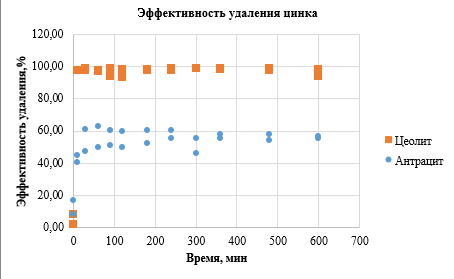 Эффективность удаления цинка
Эффективность удаления,%
120,00
100,00
80,00
60,00
40,00
20,00
0,00
0 100 200 300 400 500 600 700
Время, мин
Цеолит
Антрацит